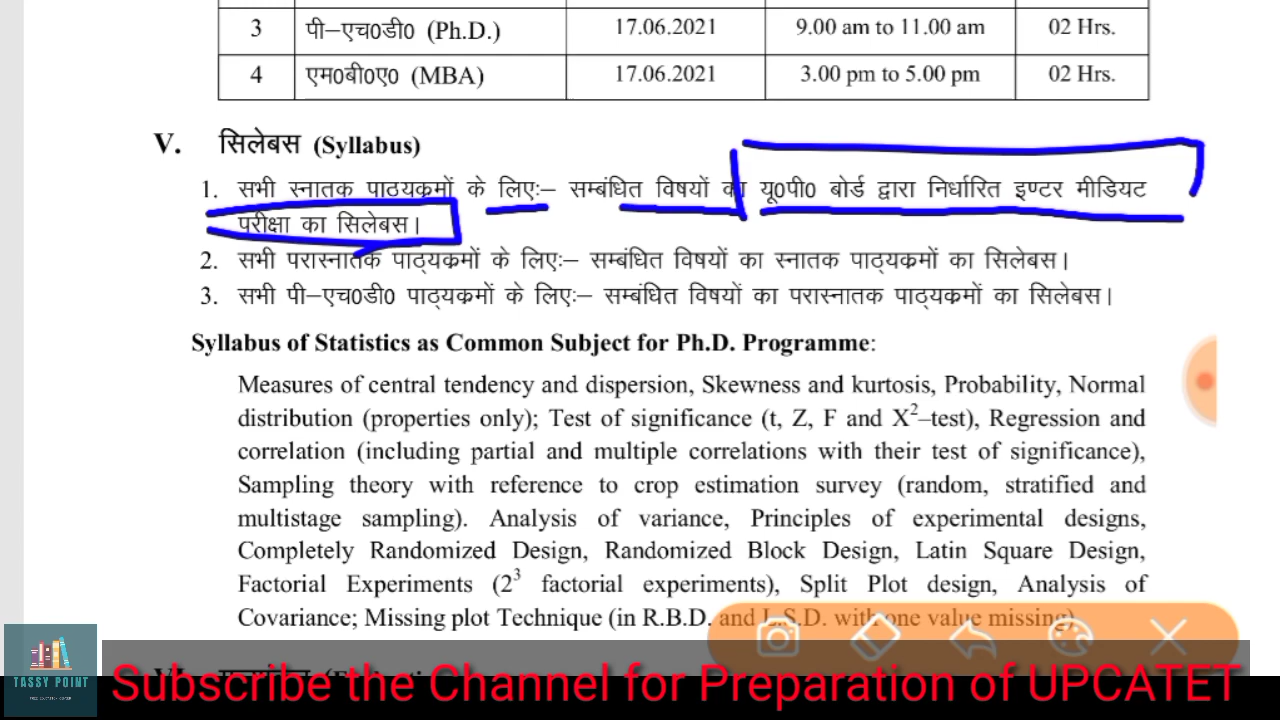 3 पी–एच0डी0 (Ph.D.) 17.06.2021 9.00 am to 11.00 am 02 Hrs.
4 एम0बी0ए0 (MBA) 17.06.2021 3.00 pm to 5.00 pm 02 Hrs.
V. सिलेबस (Syllabus)
1. सभी स्नातक पाठयक्रमों के लिए:– सम्बंधित विषयों का यू0पी0 बोर्ड द्वारा निर्धारित इण्टर मीडियट
परीक्षा का सिलेबस।
2. सभी परास्नातक पाठ्यक्रमों के लिए:– सम्बंधित विषयों का स्नातक पाठ्यक्रमों का सिलेबस।
3. सभी पी–एच0डी0 पाठ्यक्रमों के लिए:– सम्बंधित विषयों का परास्नातक पाठ्यक्रमों का सिलेबस।
Syllabus of Statistics as Common Subject for Ph.D. Programme:
Measures of central tendency and dispersion, Skewness and kurtosis, Probability, Normal
distribution (properties only); Test of significance (t, Z, F and X²–test), Regression and
correlation (including partial and multiple correlations with their test of significance),
Sampling theory with reference to crop estimation survey (random, stratified and
multistage sampling). Analysis of variance, Principles of experimental designs,
Completely Randomized Design, Randomized Block Design, Latin Square Design,
Factorial Experiments (2³ factorial experiments), Split Plot design, Analysis of
Covariance; Missing plot Technique (in R.B.D. and L.S.D. with one value missing)
TASSY POINT
Subscribe the Channel for Preparation of UPCATET